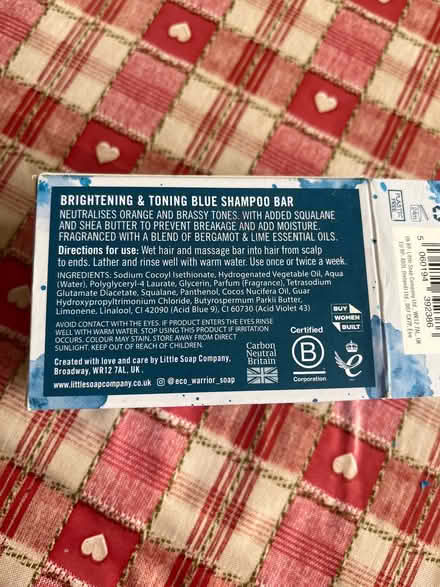 BRIGHTENING & TONING BLUE SHAMPOO BAR
NEUTRALISES ORANGE AND BRASSY TONES. WITH ADDED SQUALANE
AND SHEA BUTTER TO PREVENT BREAKAGE AND ADD MOISTURE.
FRAGRANCED WITH A BLEND OF BERGAMOT & LIME ESSENTIAL OILS.
Directions for use: Wet hair and massage bar into hair from scalp
to ends. Lather and rinse well with warm water. Use once or twice a week.
INGREDIENTS: Sodium Cocoyl Isethionate, Hydrogenated Vegetable Oil, Aqua
(Water), Polyglyceryl-4 Laurate, Glycerin, Parfum (Fragrance), Tetrasodium
Glutamate Diacetate, Squalane, Panthenol, Cocos Nucifera Oil, Guar
Hydroxypropyltrimonium Chloride, Butyrospermum Parkii Butter,
Limonene, Linalool, CI 42090 (Acid Blue 9), CI 60730 (Acid Violet 43)
AVOID CONTACT WITH THE EYES. IF PRODUCT ENTERS THE EYES RINSE
WELL WITH WARM WATER. STOP USING THIS PRODUCT IF IRRITATION
OCCURS. COLOUR MAY STAIN. STORE AWAY FROM DIRECT
SUNLIGHT. KEEP OUT OF REACH OF CHILDREN.
Created with love and care by Little Soap Company,
Broadway, WR12 7AL, UK.
www.littlesoapcompany.co.uk @eco_warrior_soap
Carbon
Neutral
Britain
Certified
B
Corporation
BUY
WOMEN
BUILT
PLASTIC
FREE
24m
5 060194 392386